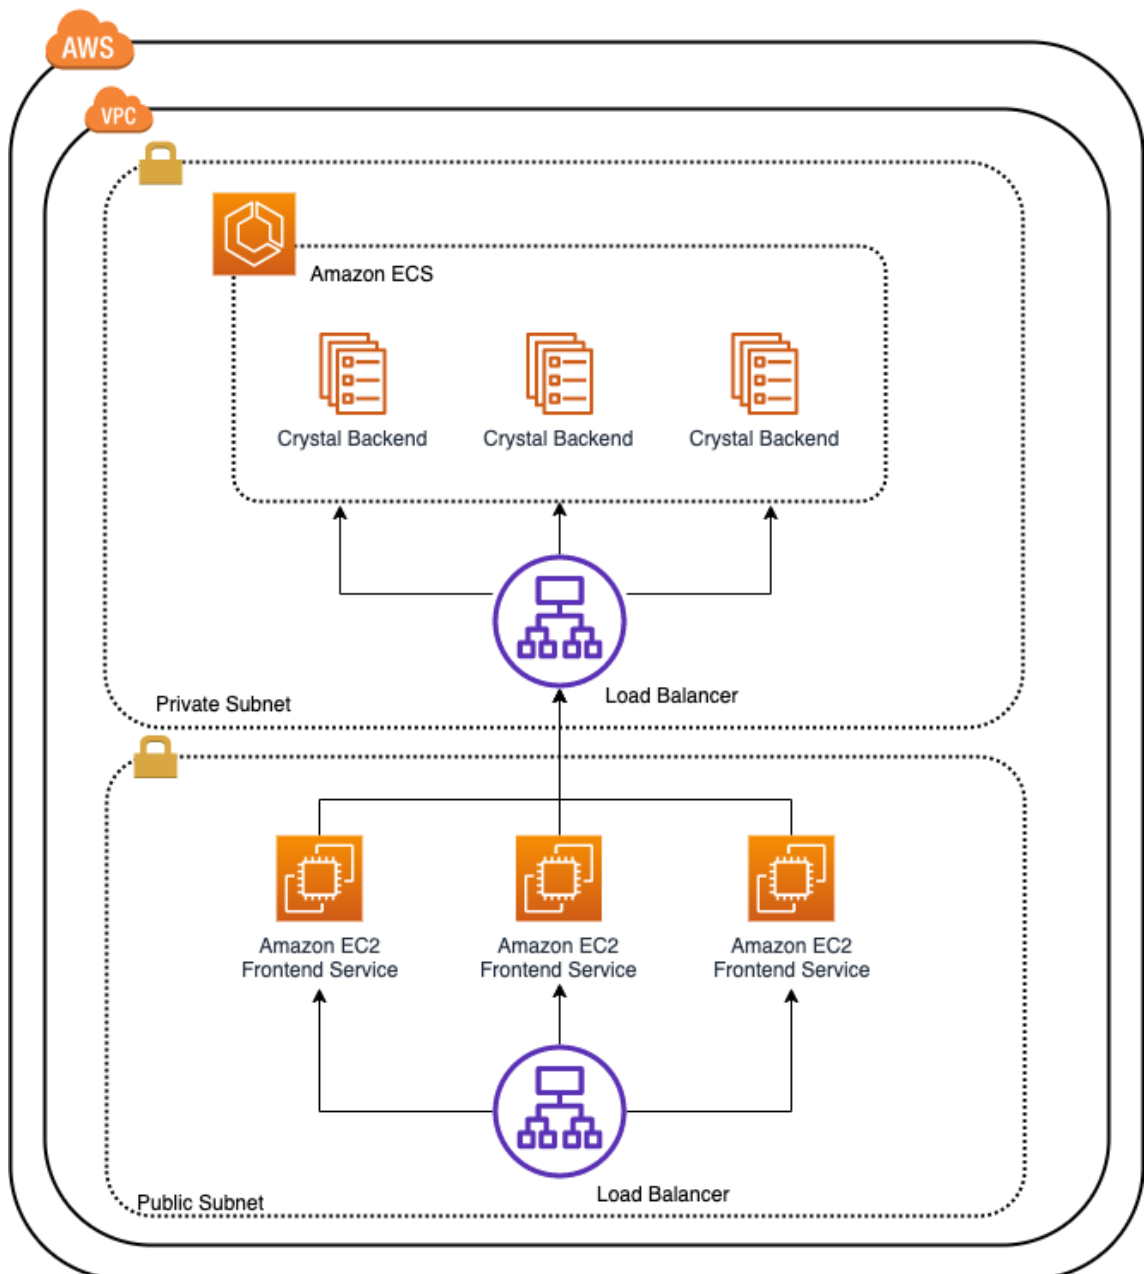 AWS
VPC
Amazon ECS
Crystal Backend
Crystal Backend
Crystal Backend
Load Balancer
Private Subnet
Amazon EC2
Frontend Service
Amazon EC2
Frontend Service
Amazon EC2
Frontend Service
Load Balancer
Public Subnet